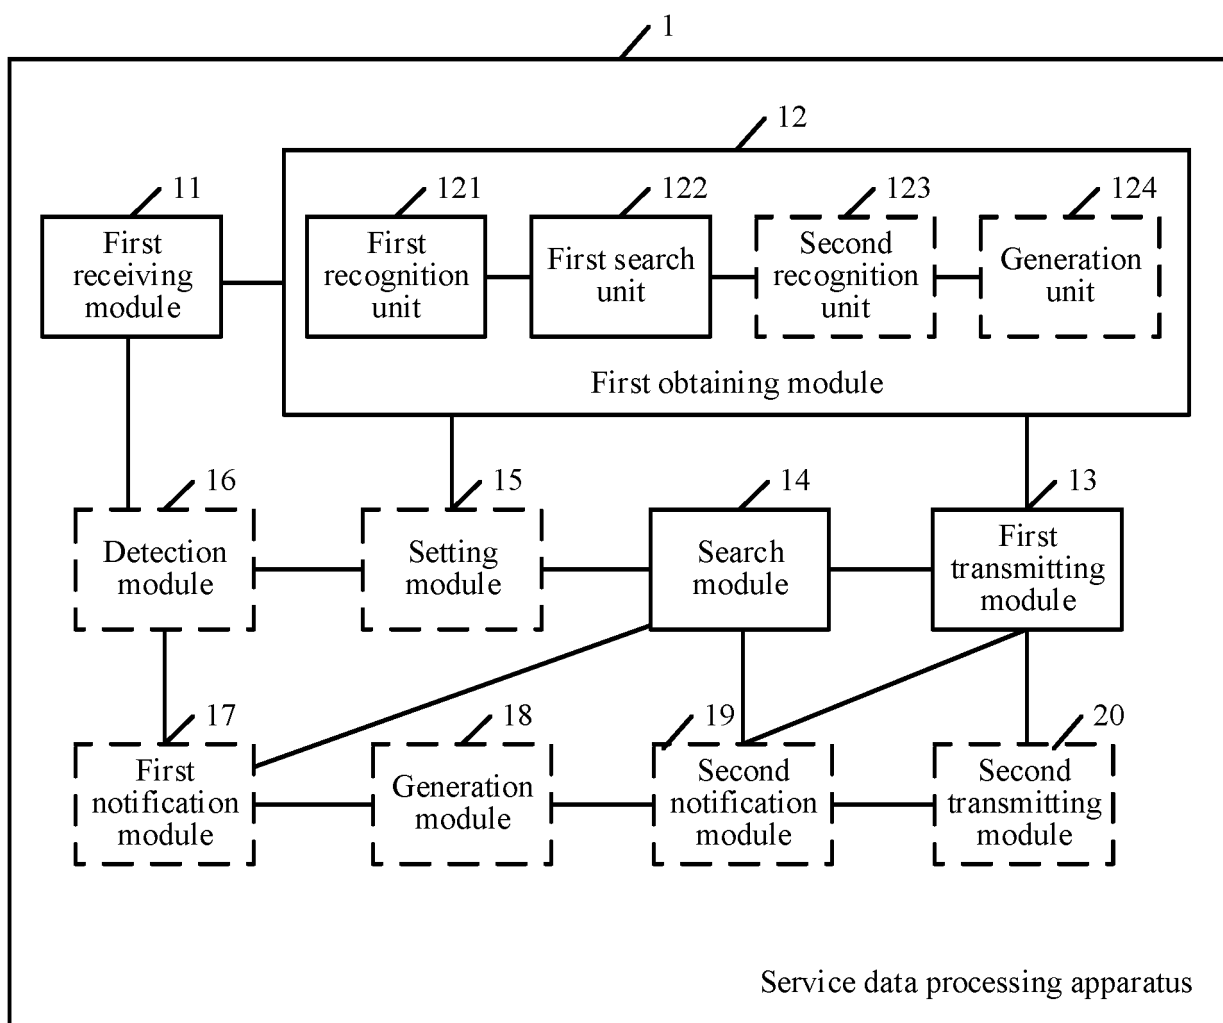 1
12
11
121
122
123
124
First
receiving
module
First
recognition
unit
First search
unit
Second
recognition
unit
Generation
unit
First obtaining module
16
15
14
13
Detection
module
Setting
module
Search
module
First
transmitting
module
17
18
19
20
First
notification
module
Generation
module
Second
notification
module
Second
transmitting
module
Service data processing apparatus